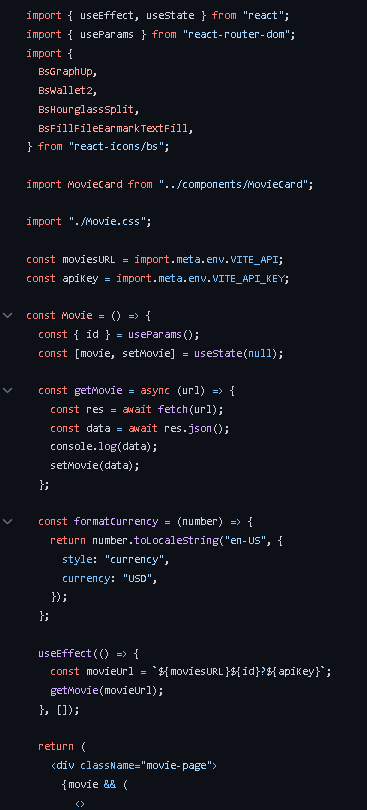 import { useEffect, useState } from "react";
import { useParams } from "react-router-dom";
import {
  BsGraphUp,
  BsWallet2,
  BsHourglassSplit,
  BsFillFileEarmarkTextFill,
} from "react-icons/bs";

import MovieCard from "../components/MovieCard";

import "./Movie.css";

const moviesURL = import.meta.env.VITE_API;
const apiKey = import.meta.env.VITE_API_KEY;

const Movie = () => {
  const { id } = useParams();
  const [movie, setMovie] = useState(null);

  const getMovie = async (url) => {
    const res = await fetch(url);
    const data = await res.json();
    console.log(data);
    setMovie(data);
  };

  const formatCurrency = (number) => {
    return number.toLocaleString("en-US", {
      style: "currency",
      currency: "USD",
    });
  };

  useEffect(() => {
    const movieUrl = `${moviesURL}${id}?${apiKey}`;
    getMovie(movieUrl);
  }, []);

  return (
    <div className="movie-page">
      {movie && (
        <>